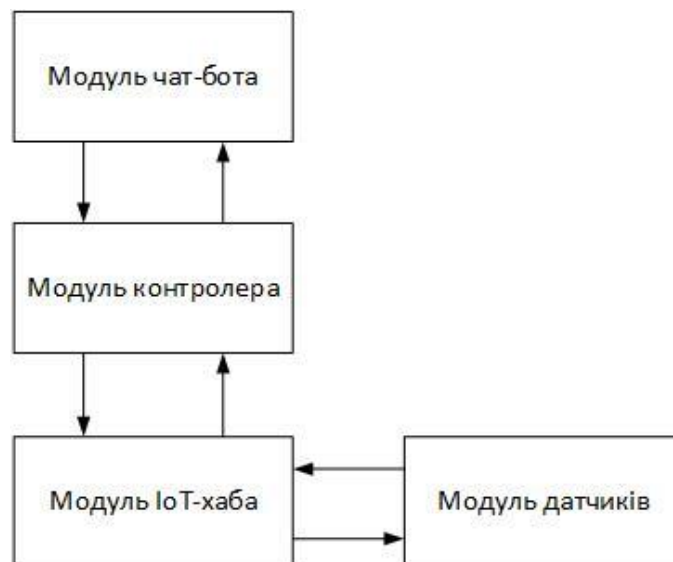 Модуль чат-бота
Модуль контролера
Модуль IoT-хаба
Модуль датчиків